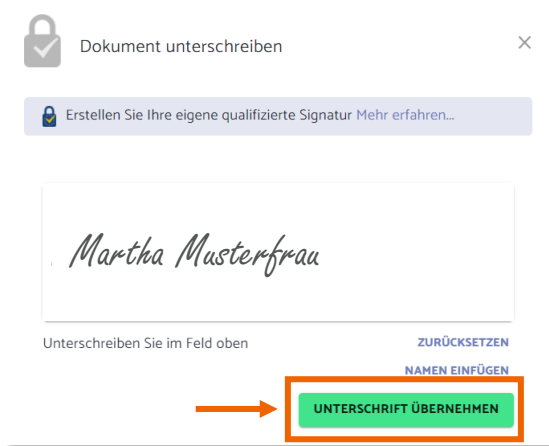 Dokument unterschreiben
Erstellen Sie Ihre eigene qualifizierte Signatur Mehr erfahren...
Martha Musterfrau
Unterschreiben Sie im Feld oben
ZURÜCKSETZEN
NAMEN EINFÜGEN
UNTERSCHRIFT ÜBERNEHMEN